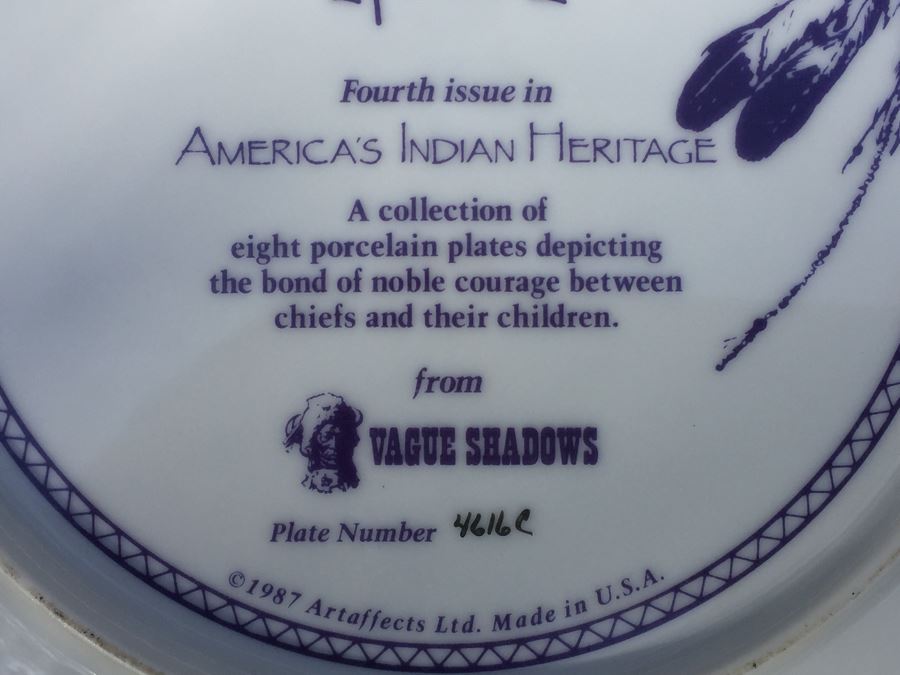 Fourth issue in
AMERICA'S INDIAN HERITAGE
A collection of
eight porcelain plates depicting
the bond of noble courage between
chiefs and their children.
from
VAGUE SHADOWS
Plate Number 4616C
©1987 Artaffects Ltd. Made in U.S.A.